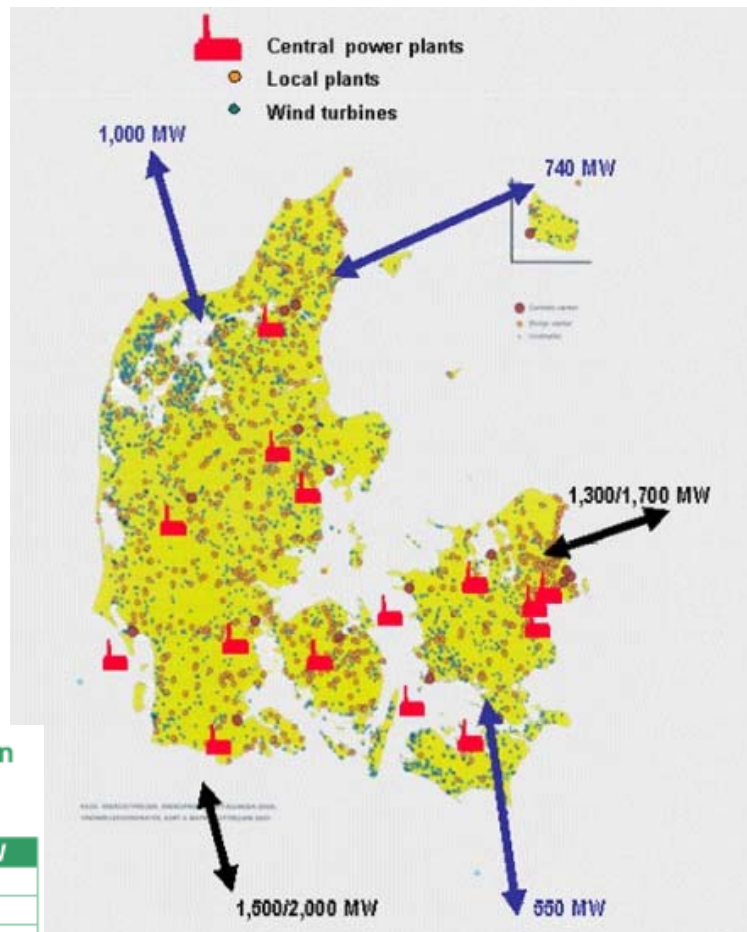 Central power plants
Local plants
Wind turbines
1,000 MW
740 MW
1,300/1,700 MW
1,500/2,000 MW
550 MW